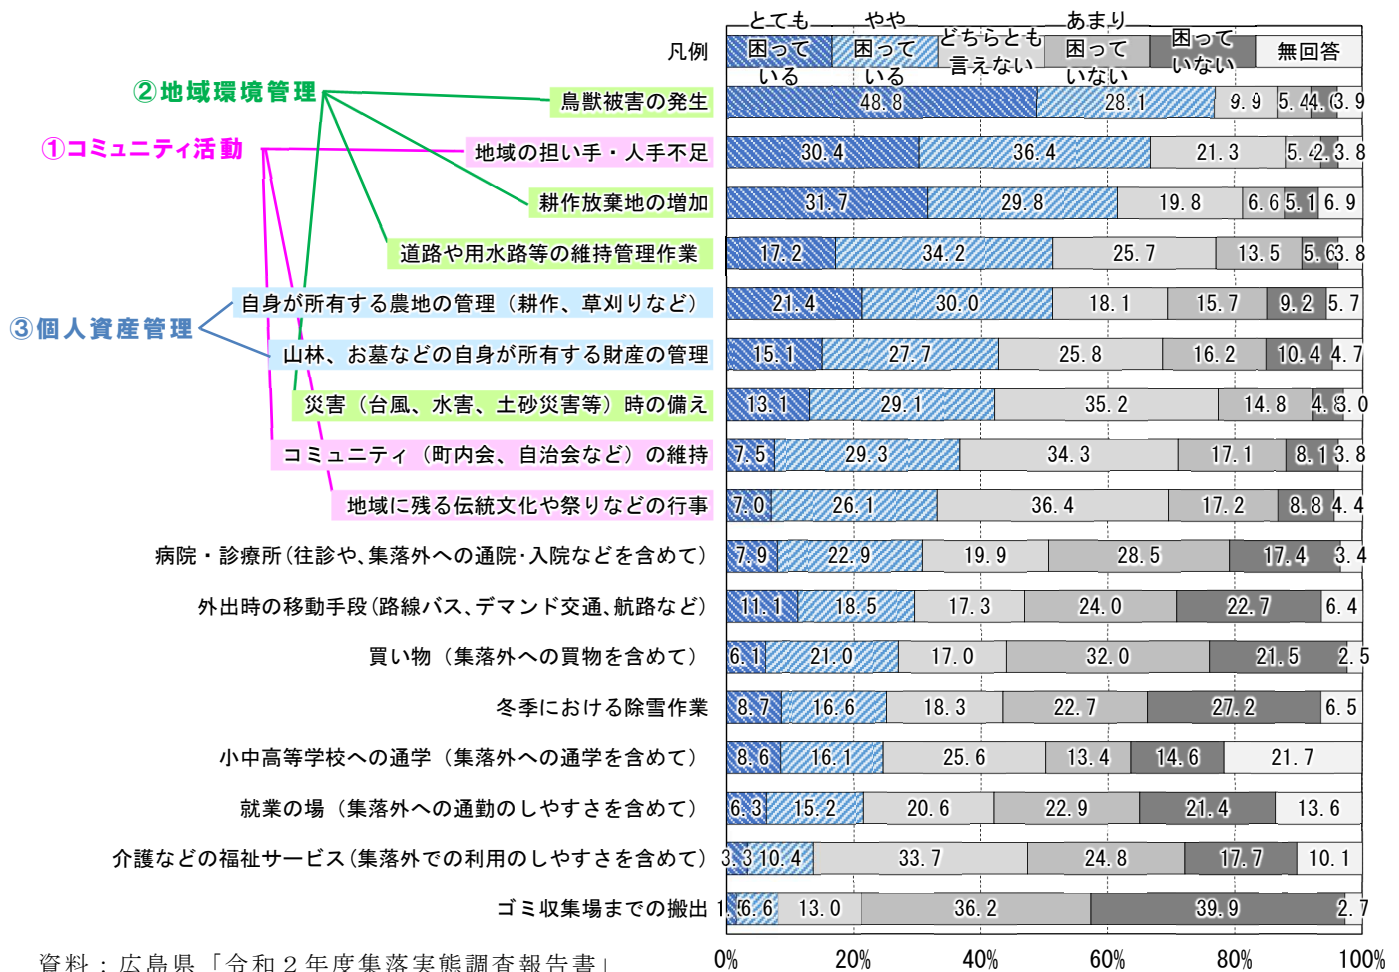 凡例 とても困っている やや困っている どちらとも言えない あまり困っていない 困っていない 無回答
②地域環境管理
①コミュニティ活動
③個人資産管理
鳥獣被害の発生 48.8 28.1 9.9 5.4 4.0 3.9
地域の担い手・人手不足 30.4 36.4 21.3 5.4 2. 3.8
耕作放棄地の増加 31.7 29.8 19.8 6.6 5.1 6.9
道路や用水路等の維持管理作業 17.2 34.2 25.7 13.5 5.6 3.8
自身が所有する農地の管理（耕作、草刈りなど） 21.4 30.0 18.1 15.7 9.2 5.7
山林、お墓などの自身が所有する財産の管理 15.1 27.7 25.8 16.2 10.4 4.7
災害（台風、水害、土砂災害等）時の備え 13.1 29.1 35.2 14.8 4.8 3.0
コミュニティ（町内会、自治会など）の維持 7.5 29.3 34.3 17.1 8.1 3.8
地域に残る伝統文化や祭りなどの行事 7.0 26.1 36.4 17.2 8.8 4.4
病院・診療所(往診や、集落外への通院･入院などを含めて) 7.9 22.9 19.9 28.5 17.4 3.4
外出時の移動手段(路線バス、デマンド交通、航路など) 11.1 18.5 17.3 24.0 22.7 6.4
買い物（集落外への買物を含めて） 6.1 21.0 17.0 32.0 21.5 2.5
冬季における除雪作業 8.7 16.6 18.3 22.7 27.2 6.5
小中高等学校への通学（集落外への通学を含めて） 8.6 16.1 25.6 13.4 14.6 21.7
就業の場（集落外への通勤のしやすさを含めて） 6.3 15.2 20.6 22.9 21.4 13.6
介護などの福祉サービス(集落外での利用のしやすさを含めて) 3.3 10.4 33.7 24.8 17.7 10.1
ゴミ収集場までの搬出 1. 6.6 13.0 36.2 39.9 2.7
0% 20% 40% 60% 80% 100%
資料：広島県「令和２年度集落実態調査報告書」